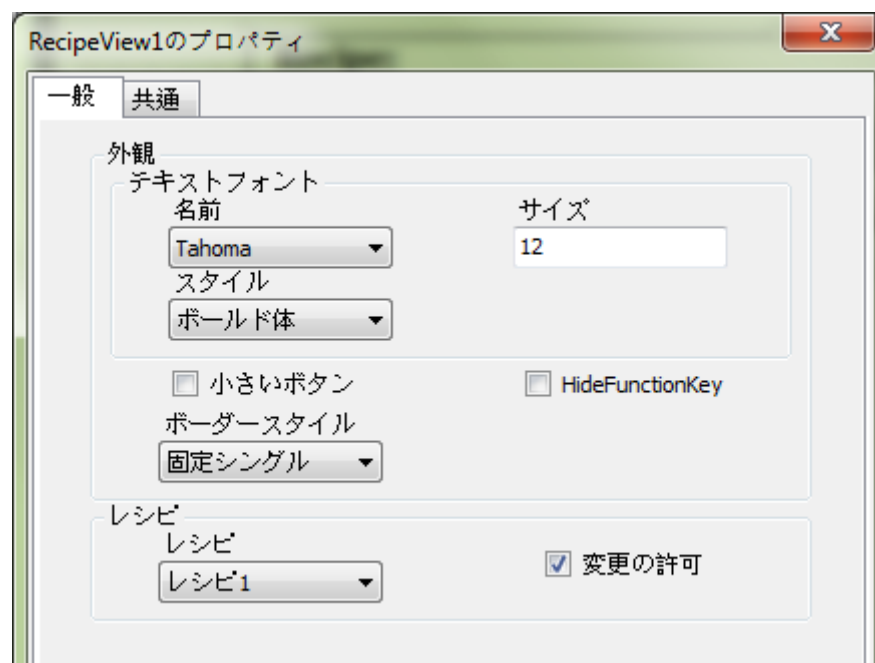 RecipeView1のプロパティ
一般 共通
外観
テキストフォント
名前 サイズ
Tahoma 12
スタイル
ボールド体
小さいボタン HideFunctionKey
ボーダースタイル
固定シングル
レシピ
レシピ
レシピ1 変更の許可